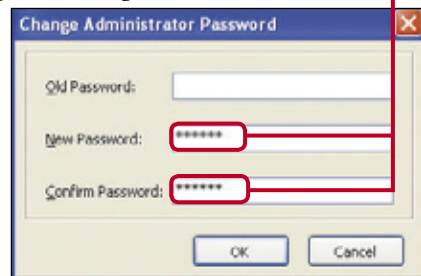 Change Administrator Password
Old Password:
New Password: ******
Confirm Password: ******
OK Cancel